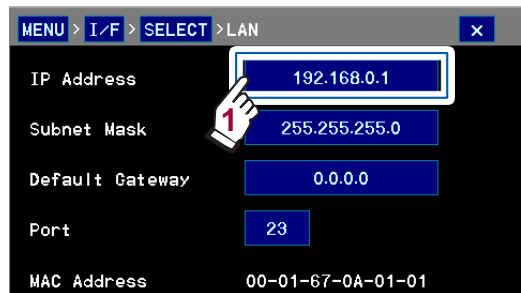 MENU > I/F > SELECT >LAN ×
IP Address 192.168.0.1
1
Subnet Mask 255.255.255.0
Default Gateway 0.0.0.0
Port 23
MAC Address 00-01-67-0A-01-01